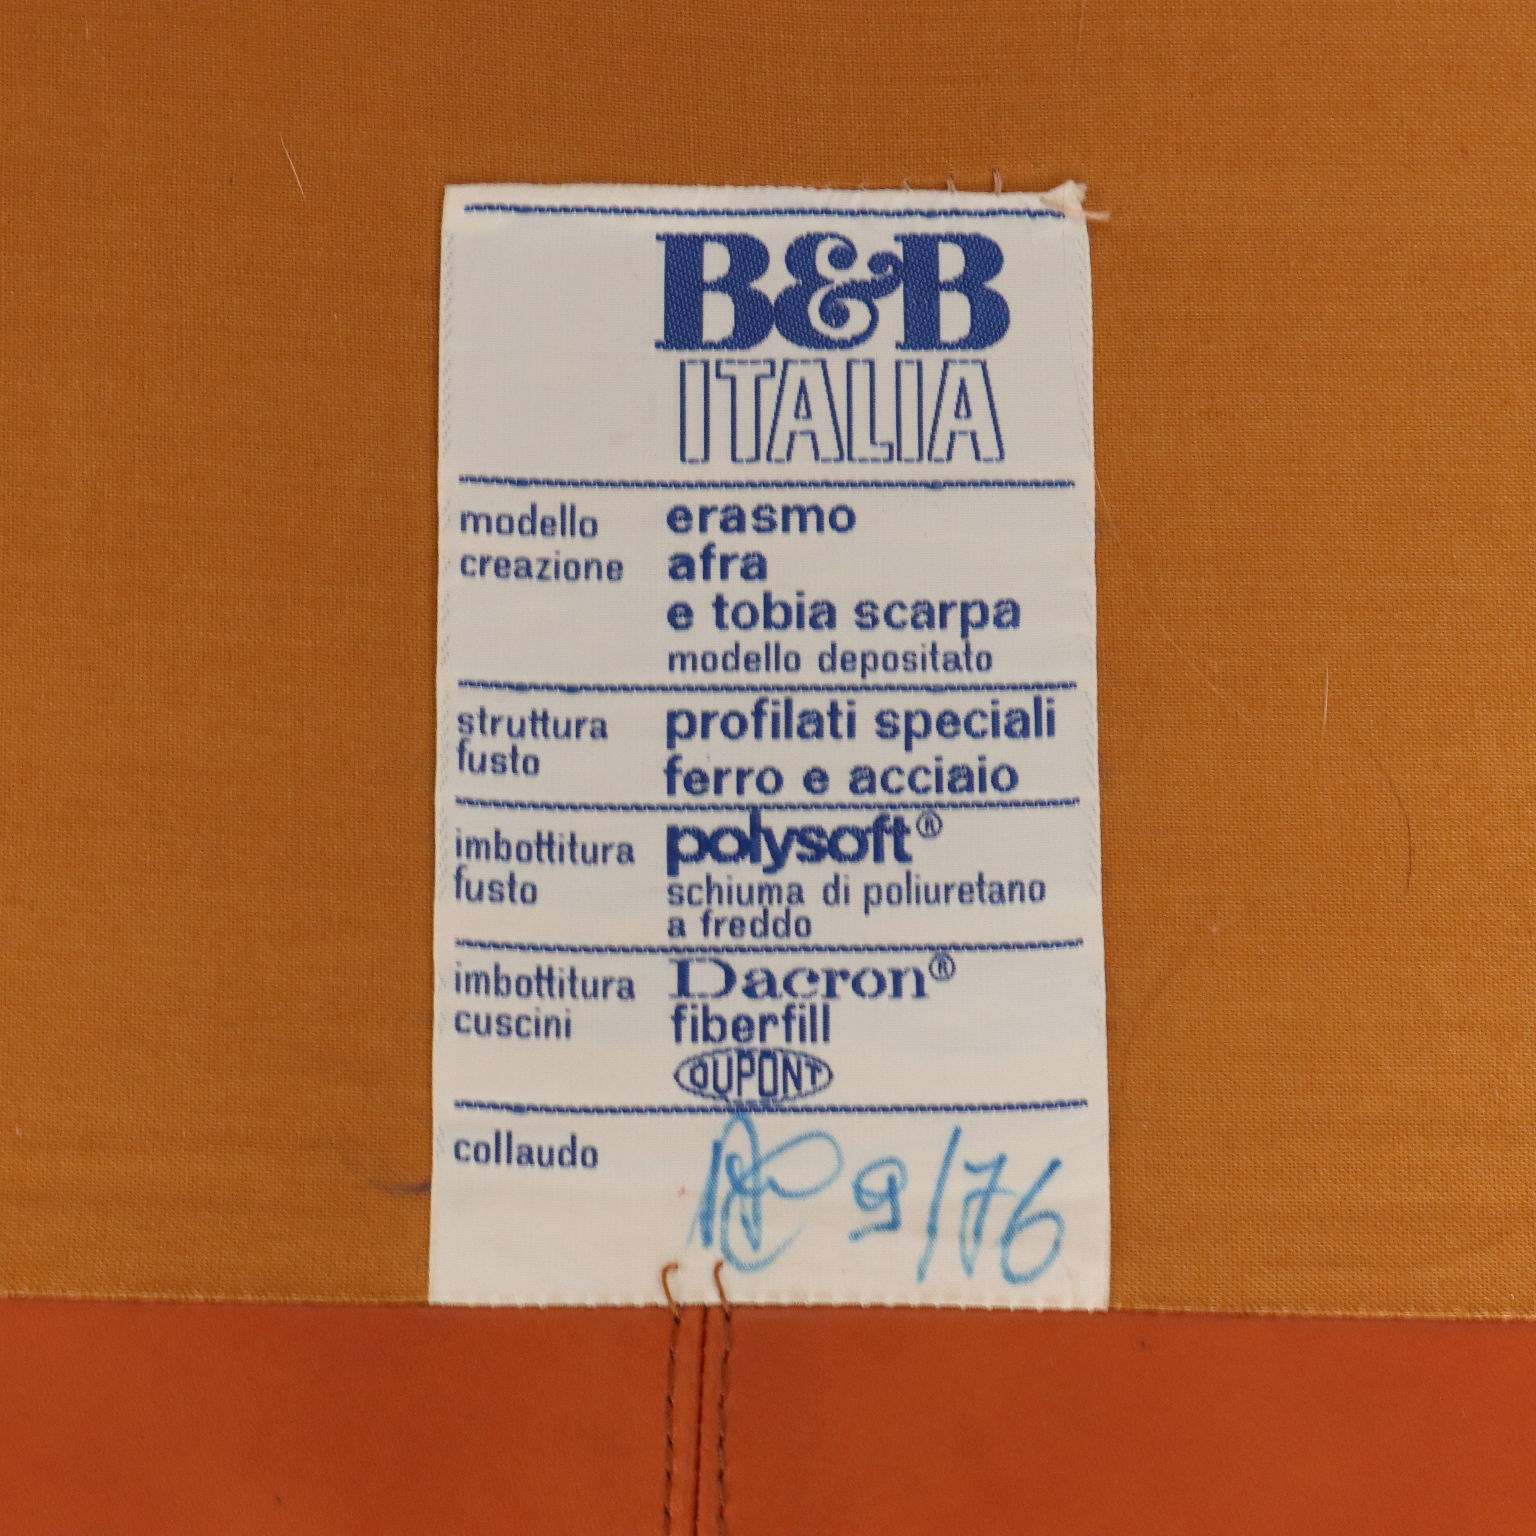 B&B
ITALIA
modello erasmo
creazione afra
e tobia scarpa
modello depositato
struttura profilati speciali
fusto ferro e acciaio
imbottitura polysoft®
fusto schiuma di poliuretano
a freddo
imbottitura Dacron®
cuscini fiberfill
DUPONT
collaudo 9/76